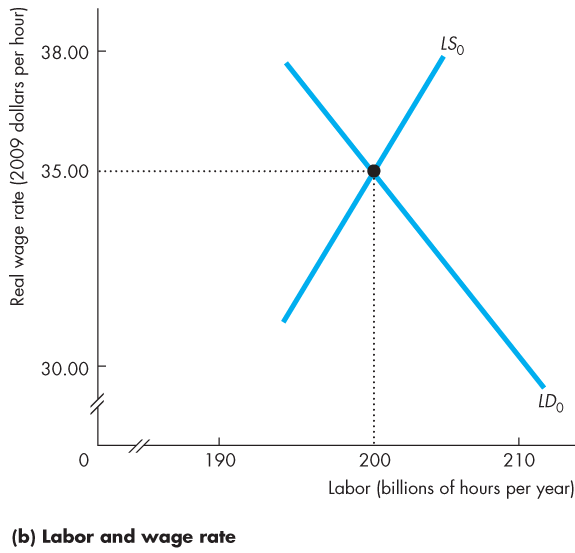 Real wage rate (2009 dollars per hour)
38.00
35.00
30.00
LS0
LD0
0
190
200
210
Labor (billions of hours per year)
(b) Labor and wage rate